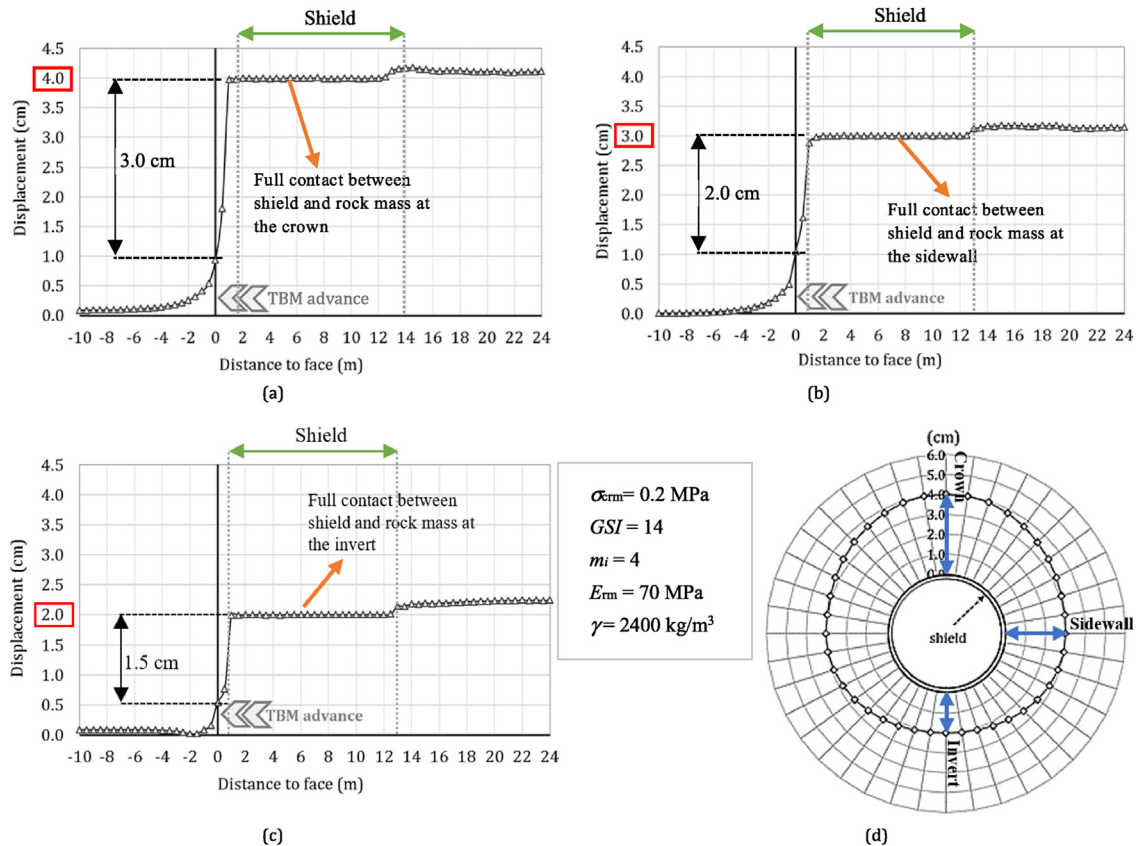 Shield
4.5
4.0
3.5
3.0
2.5
2.0
1.5
1.0
0.5
0.0
Displacement (cm)
3.0 cm
Full contact between
shield and rock mass at
the crown
TBM advance
-10 -8 -6 -4 -2 0 2 4 6 8 10 12 14 16 18 20 22 24
Distance to face (m)
(a)
Shield
4.5
4.0
3.5
3.0
2.5
2.0
1.5
1.0
0.5
0.0
Displacement (cm)
2.0 cm
Full contact between
shield and rock mass at
the sidewall
TBM advance
-10 -8 -6 -4 -2 0 2 4 6 8 10 12 14 16 18 20 22 24
Distance to face (m)
(b)
Shield
4.5
4.0
3.5
3.0
2.5
2.0
1.5
1.0
0.5
0.0
Displacement (cm)
1.5 cm
Full contact between
shield and rock mass at
the invert
TBM advance
-10 -8 -6 -4 -2 0 2 4 6 8 10 12 14 16 18 20 22 24
Distance to face (m)
(c)
σcrm= 0.2 MPa
GSI = 14
mi = 4
Erm = 70 MPa
γ= 2400 kg/m³
(cm)
6.0
5.0
4.0
3.0
2.0
1.0
0.0
Crown
Sidewall
shield
Invert
(d)